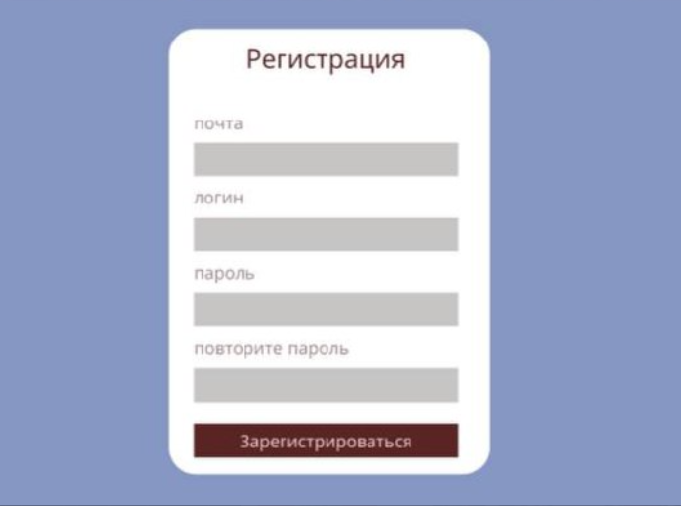 Регистрация
почта
логин
пароль
повторите пароль
Зарегистрироваться